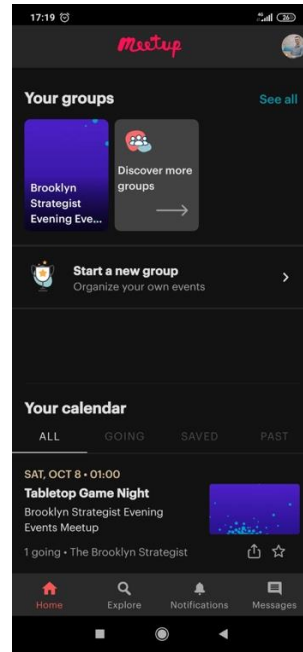 17:19
Meetup
Your groups
See all
Brooklyn
Strategist
Evening Eve...
Discover more
groups
Start a new group
Organize your own events
Your calendar
ALL
GOING
SAVED
PAST
SAT, OCT 8 • 01:00
Tabletop Game Night
Brooklyn Strategist Evening
Events Meetup
1 going • The Brooklyn Strategist
Home
Explore
Notifications
Messages